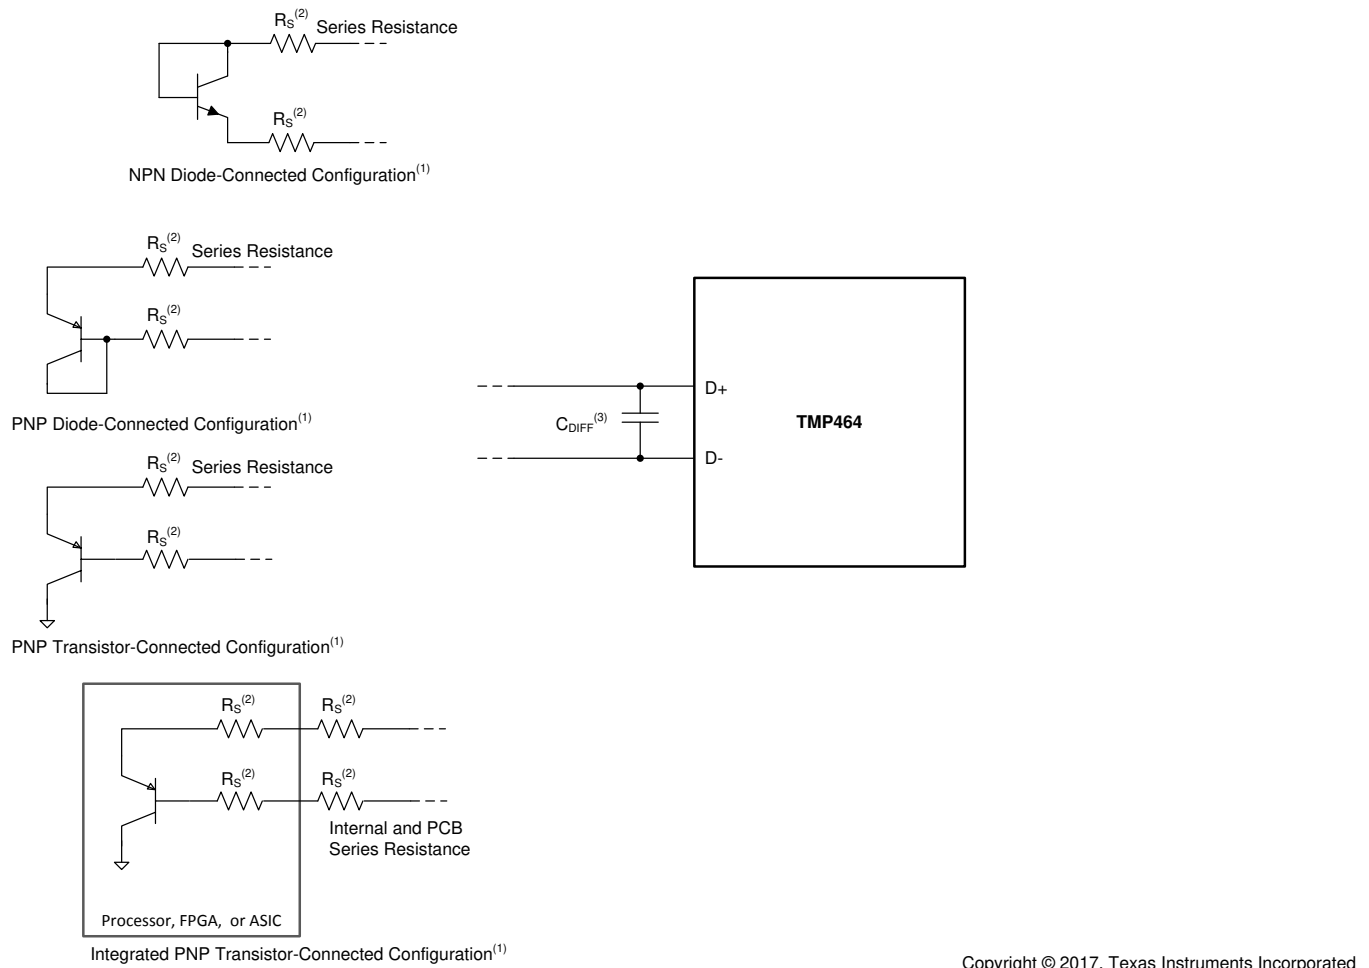 RS(2) Series Resistance
RS(2)
NPN Diode-Connected Configuration(1)
RS(2) Series Resistance
RS(2)
PNP Diode-Connected Configuration(1)
RS(2) Series Resistance
RS(2)
PNP Transistor-Connected Configuration(1)
RS(2) RS(2)
RS(2) RS(2)
Internal and PCB
Series Resistance
Processor, FPGA, or ASIC
Integrated PNP Transistor-Connected Configuration(1)
D+
CDIFF(3)
TMP464
D-
Copyright © 2017, Texas Instruments Incorporated